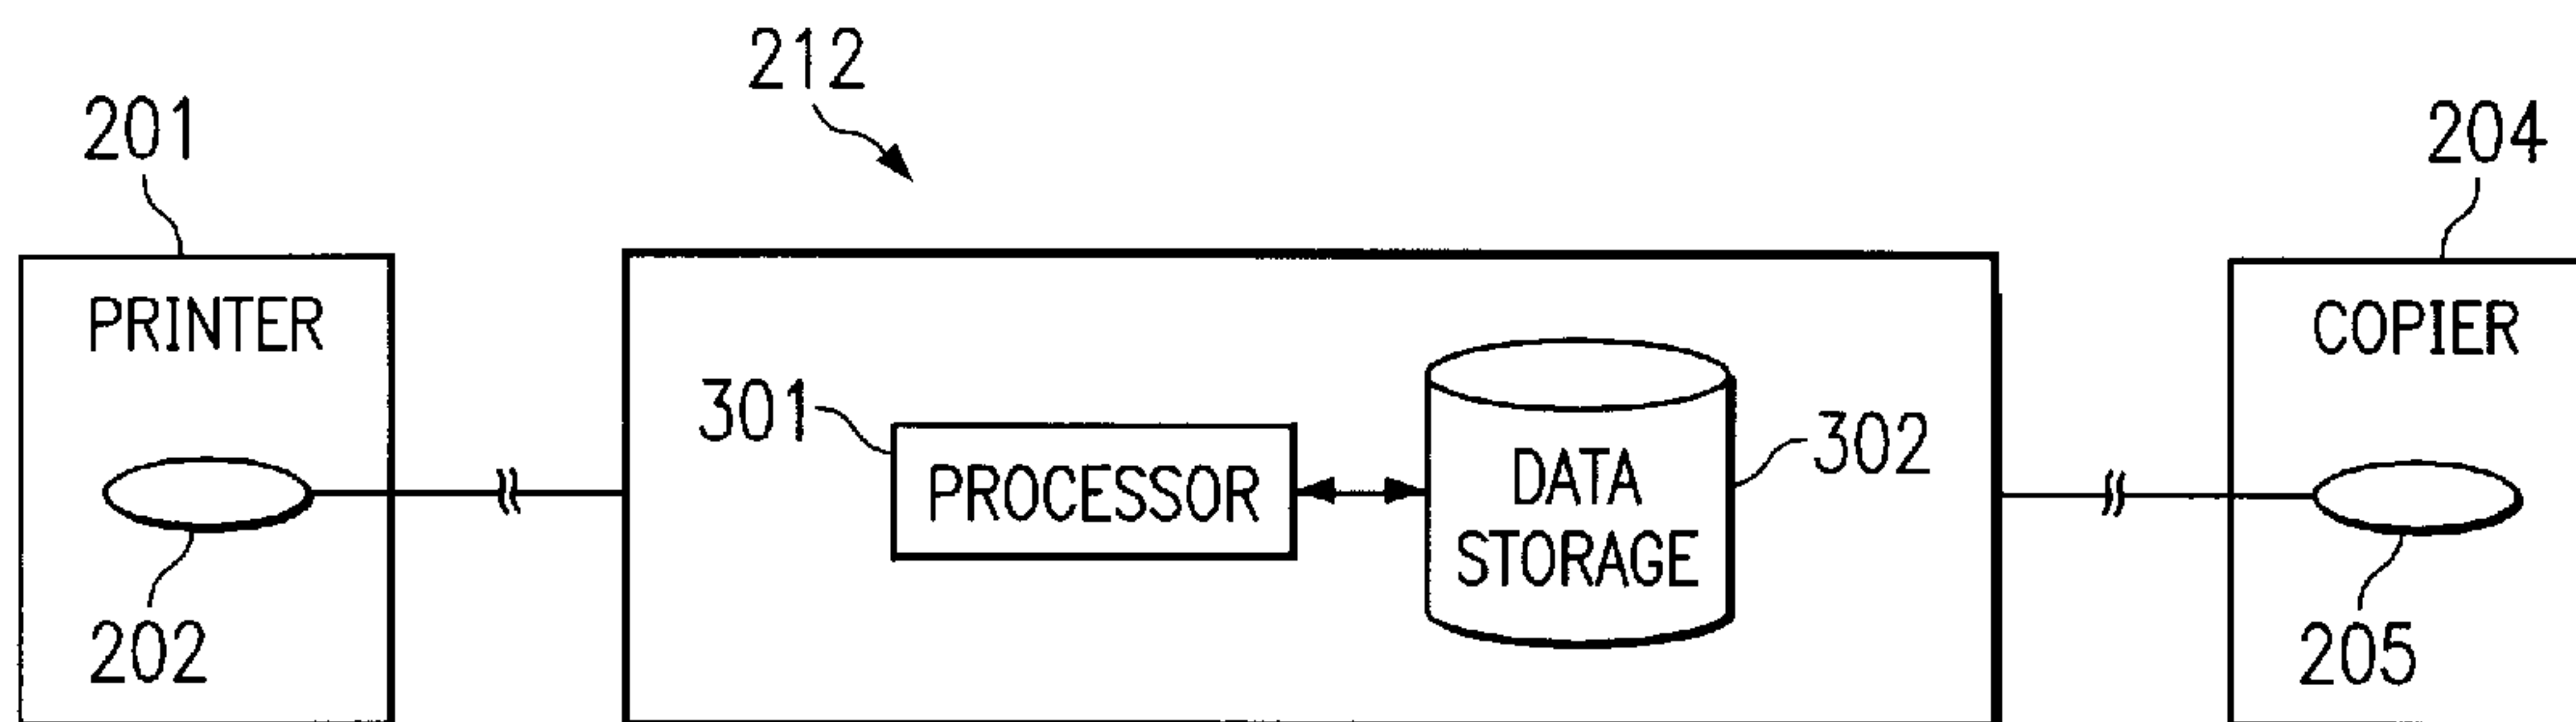 212
201
204
PRINTER
COPIER
301
302
PROCESSOR
DATA
STORAGE
202
205